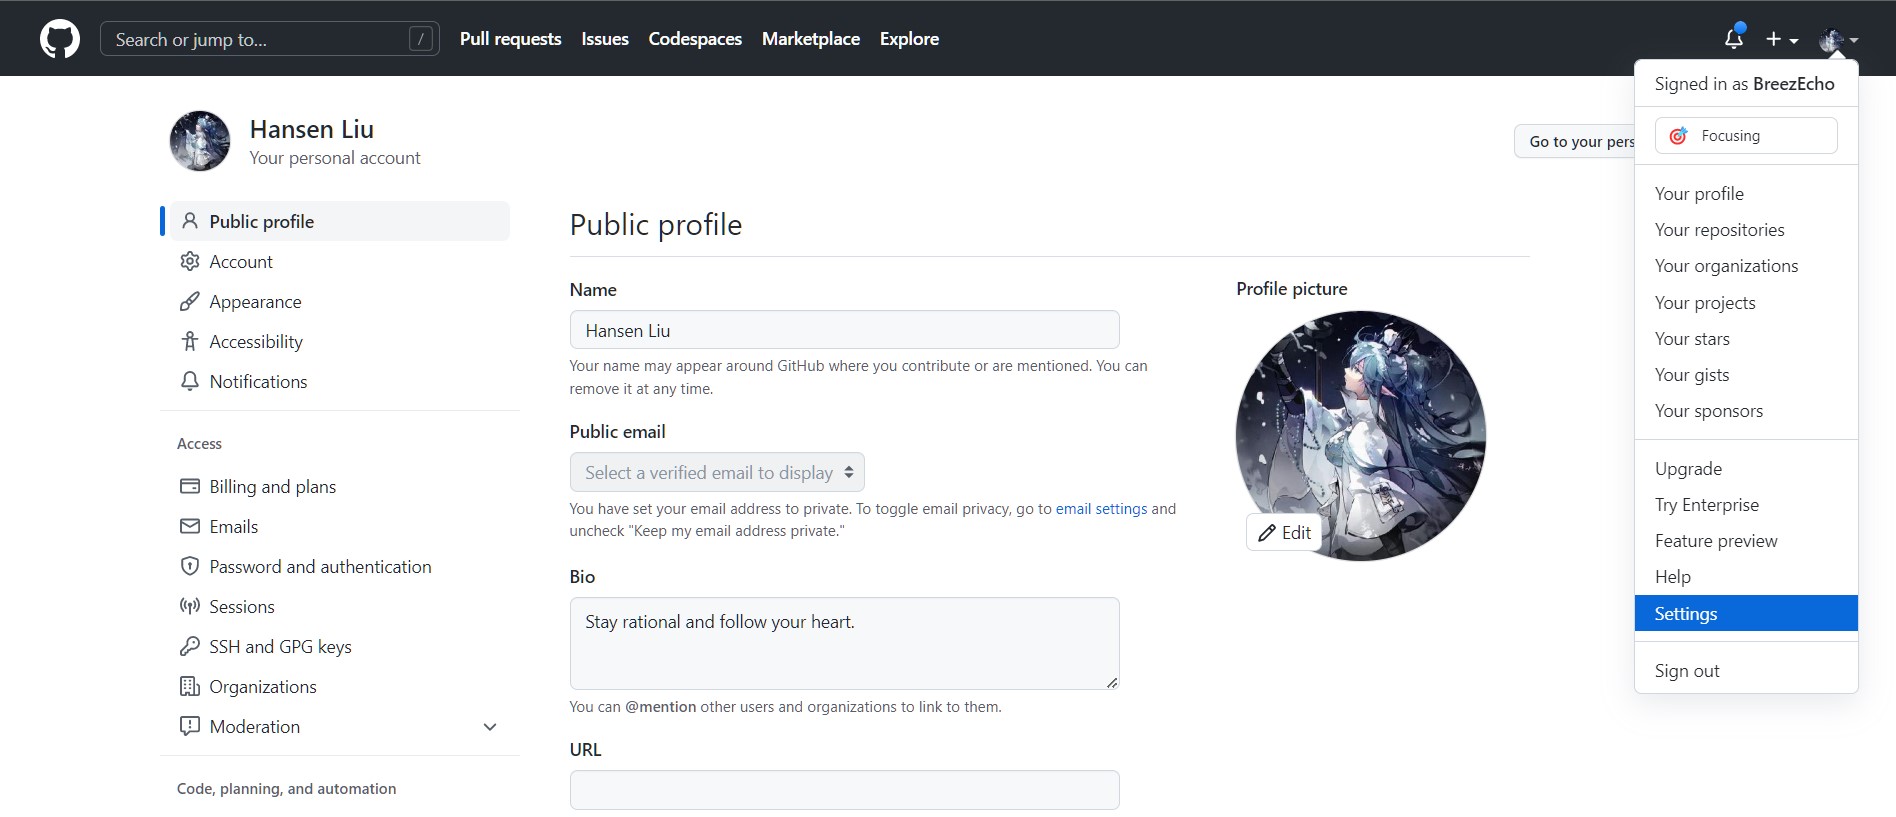 Search or jump to...
/
Pull requests
Issues
Codespaces
Marketplace
Explore
Signed in as BreezEcho
Focusing
Your profile
Your repositories
Your organizations
Your projects
Your stars
Your gists
Your sponsors
Upgrade
Try Enterprise
Feature preview
Help
Settings
Sign out
Hansen Liu
Your personal account
Go to your pers
Public profile
Account
Appearance
Accessibility
Notifications
Access
Billing and plans
Emails
Password and authentication
Sessions
SSH and GPG keys
Organizations
Moderation
Code, planning, and automation
Public profile
Name
Hansen Liu
Your name may appear around GitHub where you contribute or are mentioned. You can
remove it at any time.
Public email
Select a verified email to display
You have set your email address to private. To toggle email privacy, go to email settings and
uncheck "Keep my email address private."
Bio
Stay rational and follow your heart.
You can @mention other users and organizations to link to them.
URL
Profile picture
Edit